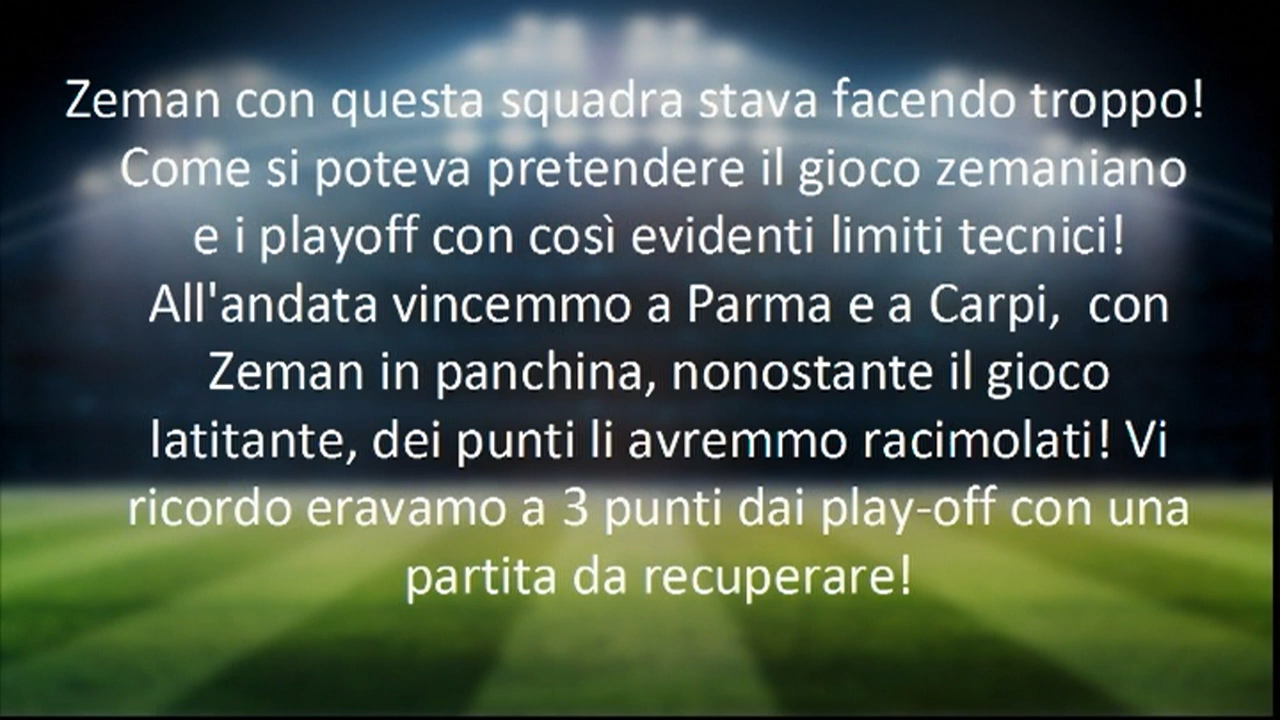 Zeman con questa squadra stava facendo troppo!
Come si poteva pretendere il gioco zemaniano
e i playoff con così evidenti limiti tecnici!
All'andata vincemmo a Parma e a Carpi,  con
Zeman in panchina, nonostante il gioco
latitante, dei punti li avremmo racimolati! Vi
ricordo eravamo a 3 punti dai play-off con una
partita da recuperare!